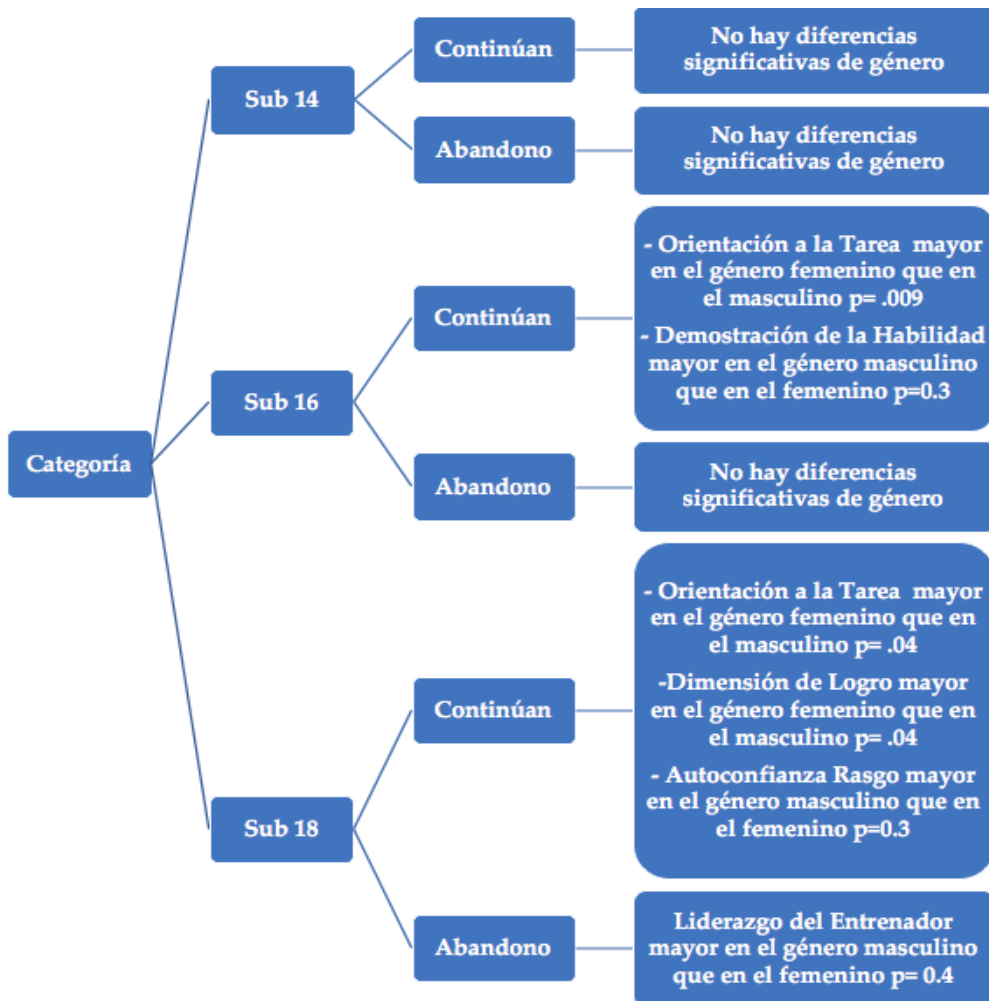 Categoría
Sub 14
Continúan
No hay diferencias
significativas de género
Abandono
No hay diferencias
significativas de género
Sub 16
Continúan
- Orientación a la Tarea mayor
en el género femenino que en
el masculino p= .009
- Demostración de la Habilidad
mayor en el género masculino
que en el femenino p=0.3
Abandono
No hay diferencias
significativas de género
Sub 18
Continúan
- Orientación a la Tarea mayor
en el género femenino que en
el masculino p= .04
-Dimensión de Logro mayor
en el género femenino que en
el masculino p= .04
- Autoconfianza Rasgo mayor
en el género masculino que en
el femenino p=0.3
Abandono
Liderazgo del Entrenador
mayor en el género masculino
que en el femenino p= 0.4